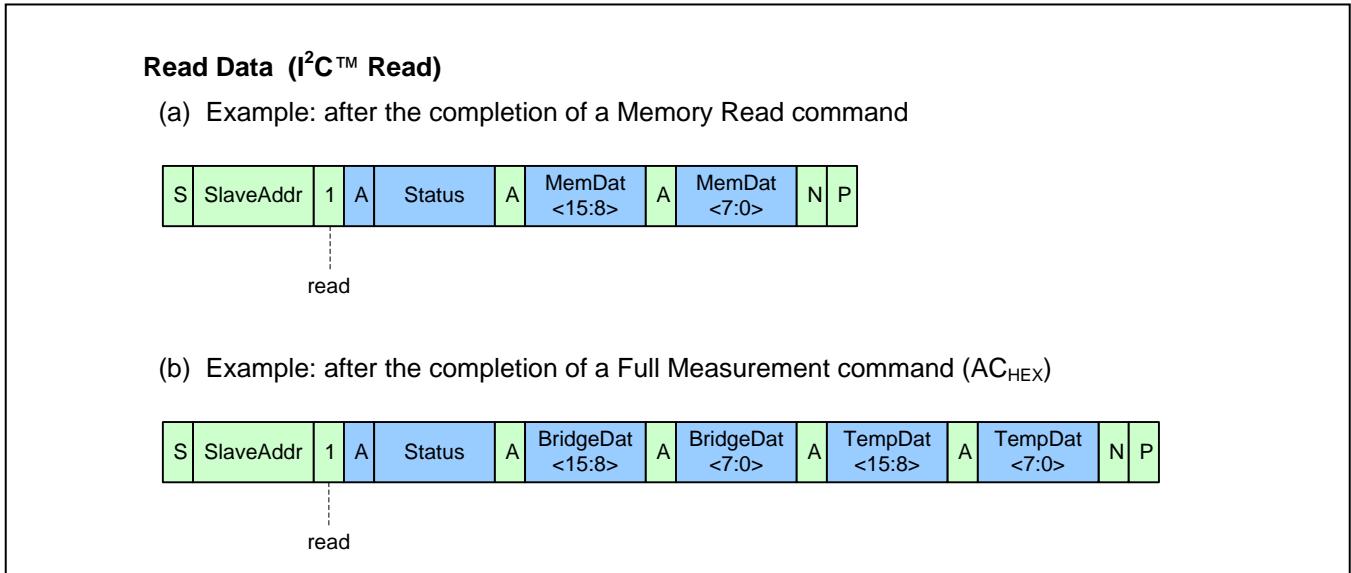 Read Data (I²C™ Read)
(a) Example: after the completion of a Memory Read command
S SlaveAddr 1 A Status A MemDat <15:8> A MemDat <7:0> N P
read
(b) Example: after the completion of a Full Measurement command (AC_HEX)
S SlaveAddr 1 A Status A BridgeDat <15:8> A BridgeDat <7:0> A TempDat <15:8> A TempDat <7:0> N P
read